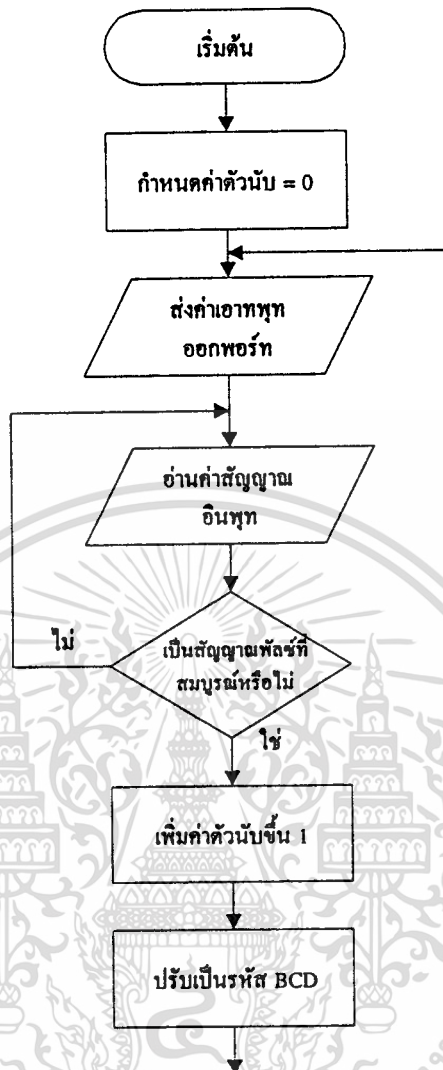 เริ่มต้น
กำหนดค่าตัวนับ = 0
ส่งค่าเอาทพุท
ออกพอร์ท
อ่านค่าสัญญาณ
อินพุท
ไม่
เป็นสัญญาณพัลซ์ที่
สมบูรณ์หรือไม่
ใช่
เพิ่มค่าตัวนับขึ้น 1
ปรับเป็นรหัส BCD